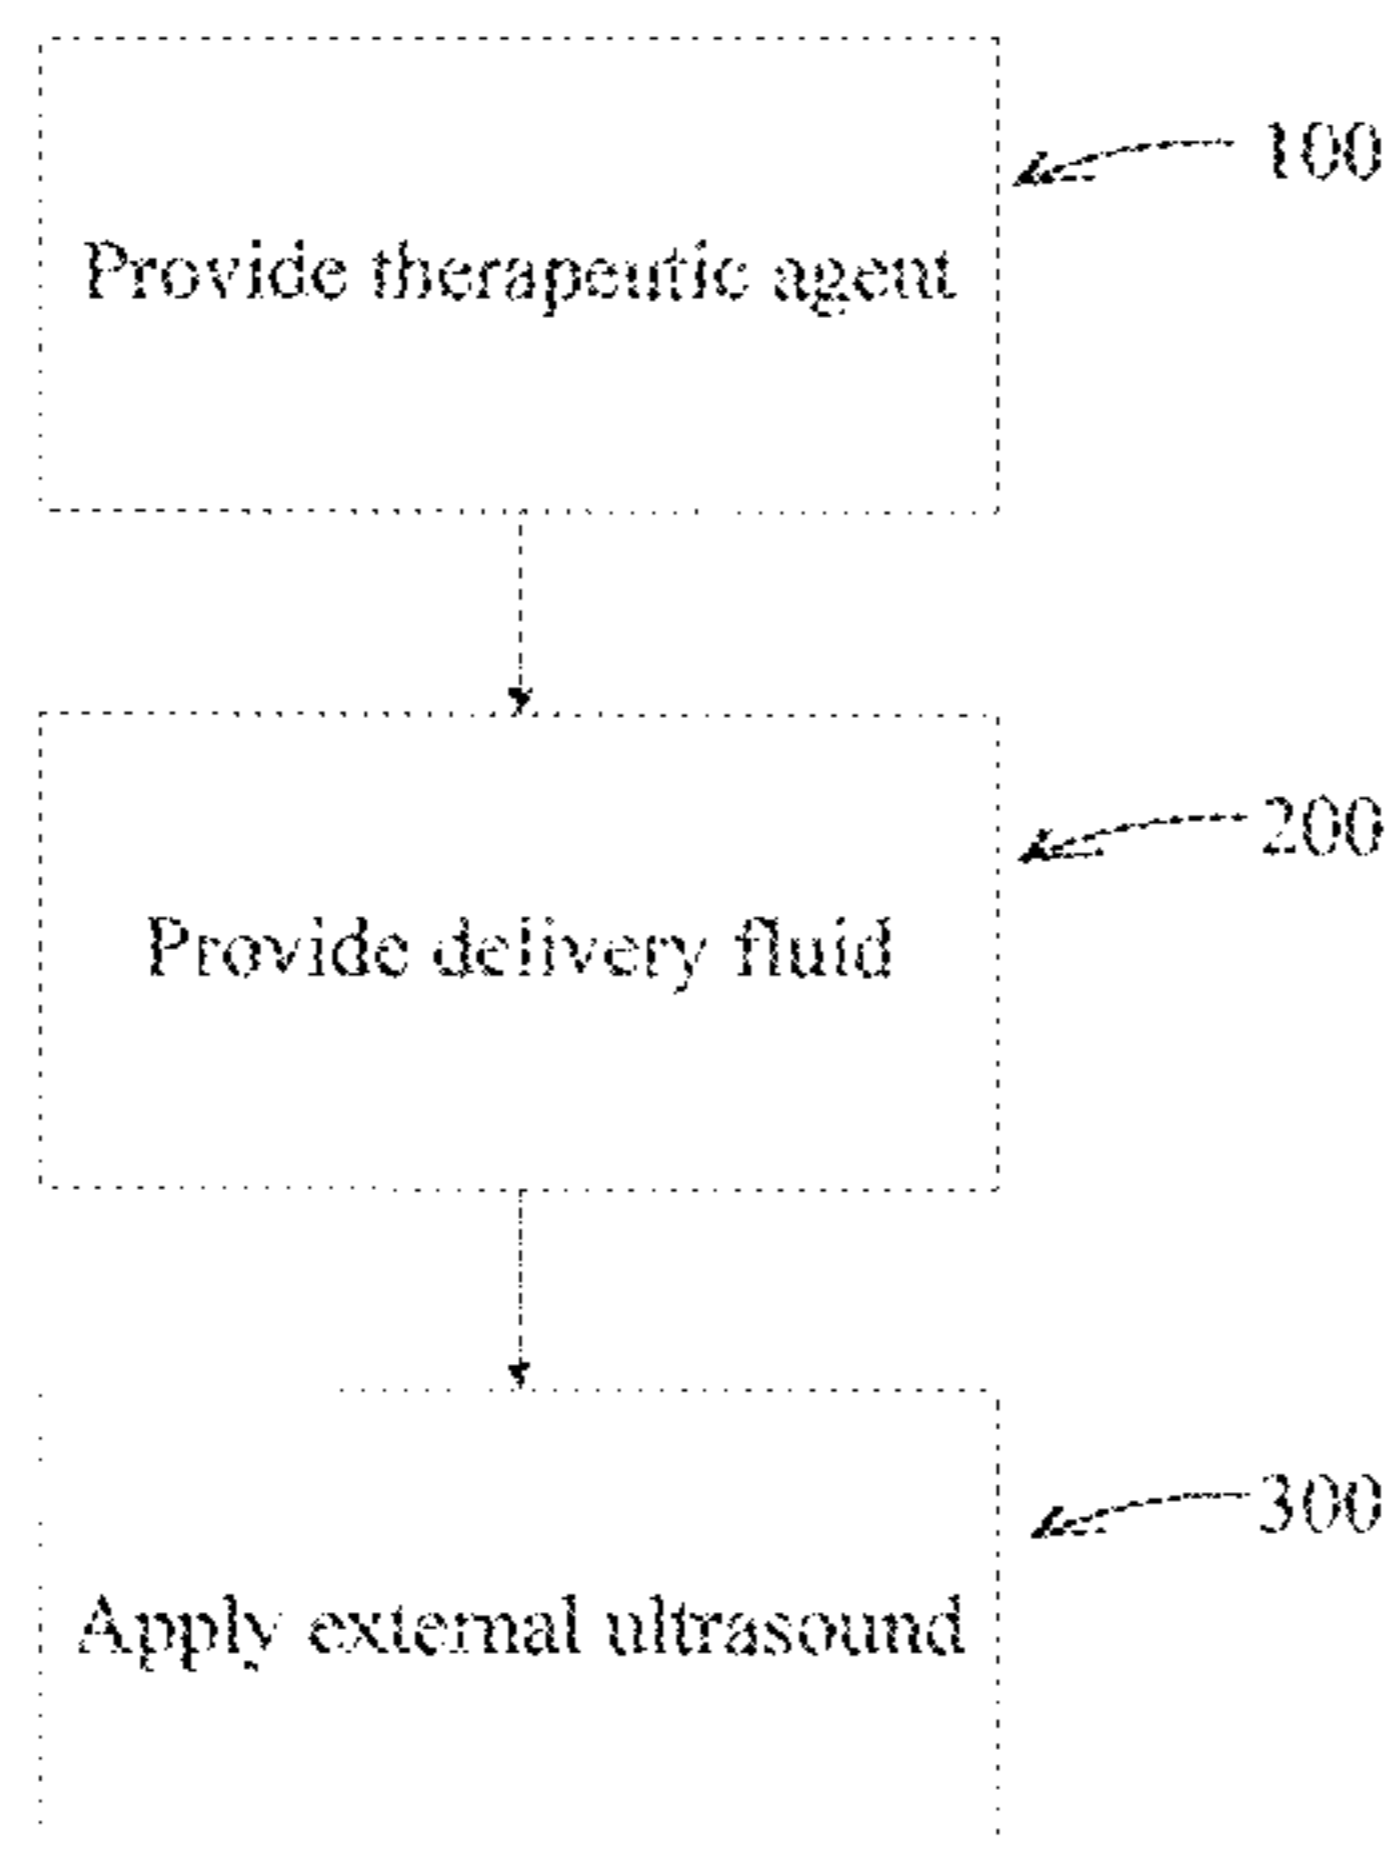 100
Provide therapeutic agent
200
Provide delivery fluid
300
Apply external ultrasound